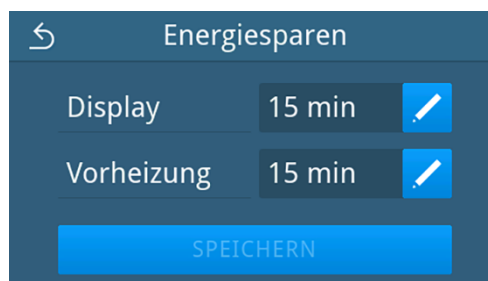 Energiesparen
Display 15 min
Vorheizung 15 min
SPEICHERN